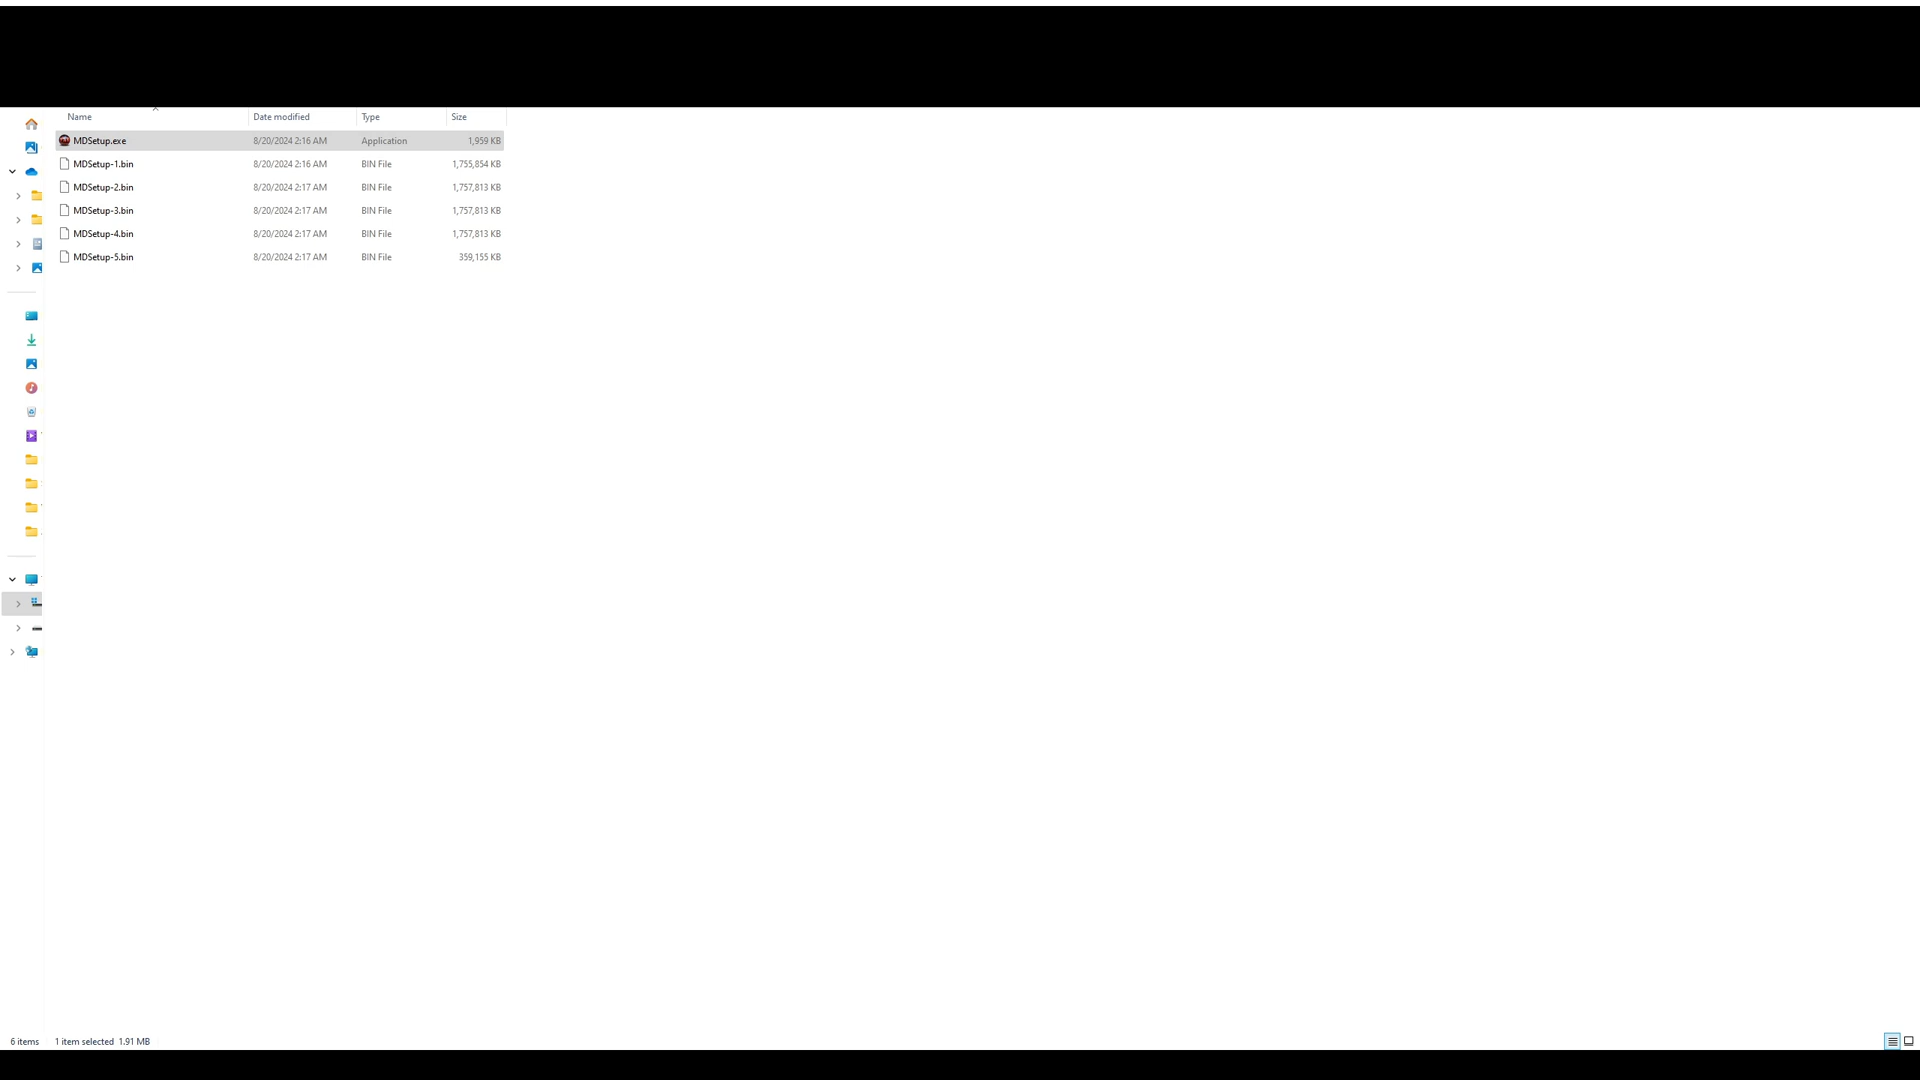 Name Date modified Type Size
MDSetup.exe 8/20/2024 2:16 AM Application 1,959 KB
MDSetup-1.bin 8/20/2024 2:16 AM BIN File 1,755,854 KB
MDSetup-2.bin 8/20/2024 2:17 AM BIN File 1,757,813 KB
MDSetup-3.bin 8/20/2024 2:17 AM BIN File 1,757,813 KB
MDSetup-4.bin 8/20/2024 2:17 AM BIN File 1,757,813 KB
MDSetup-5.bin 8/20/2024 2:17 AM BIN File 359,155 KB
6 items 1 item selected 1.91 MB